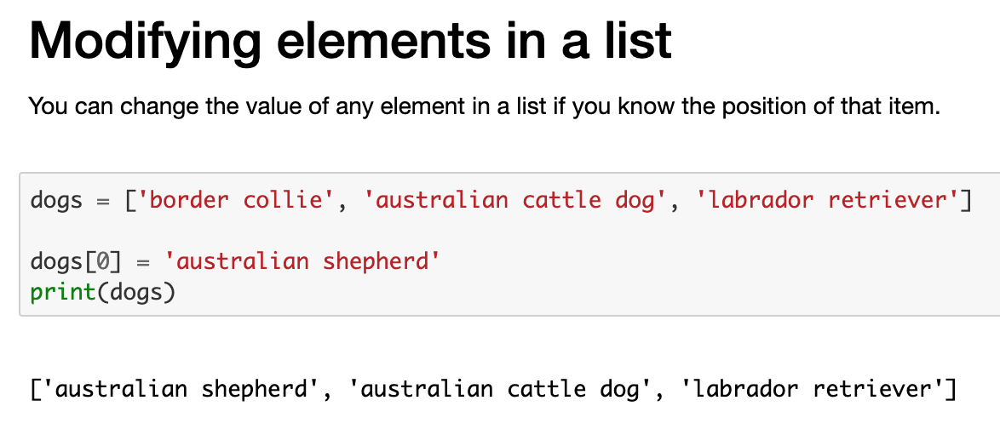 Modifying elements in a list
You can change the value of any element in a list if you know the position of that item.
dogs = ['border collie', 'australian cattle dog', 'labrador retriever']
dogs[0] = 'australian shepherd'
print(dogs)
['australian shepherd', 'australian cattle dog', 'labrador retriever']